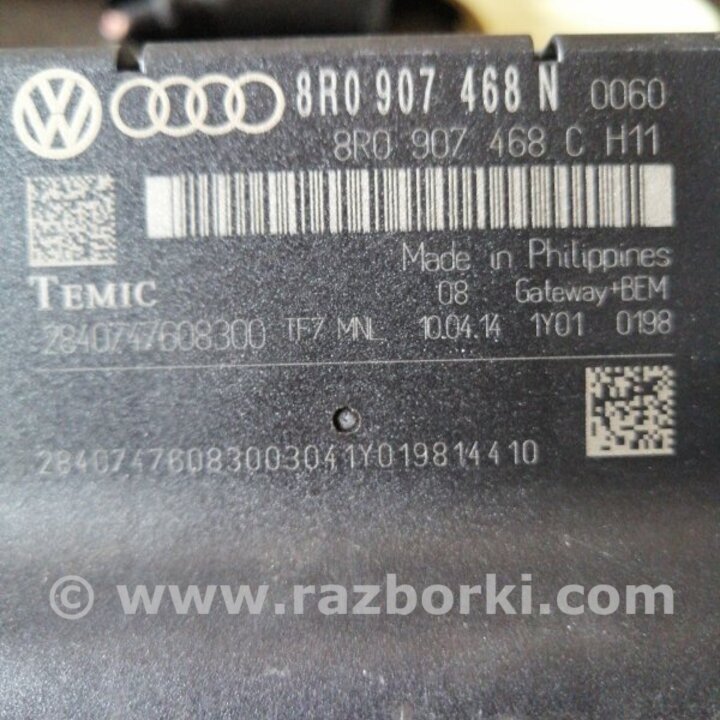 8R0 907 468 N 0060
8R0 907 468 C H11
Made in Philippines
TEMIC 08 Gateway+BEM
2840747608300 TF7 MNL 10.04.14 1Y01 0198
28407476083003041Y019814410
© www.razborki.com